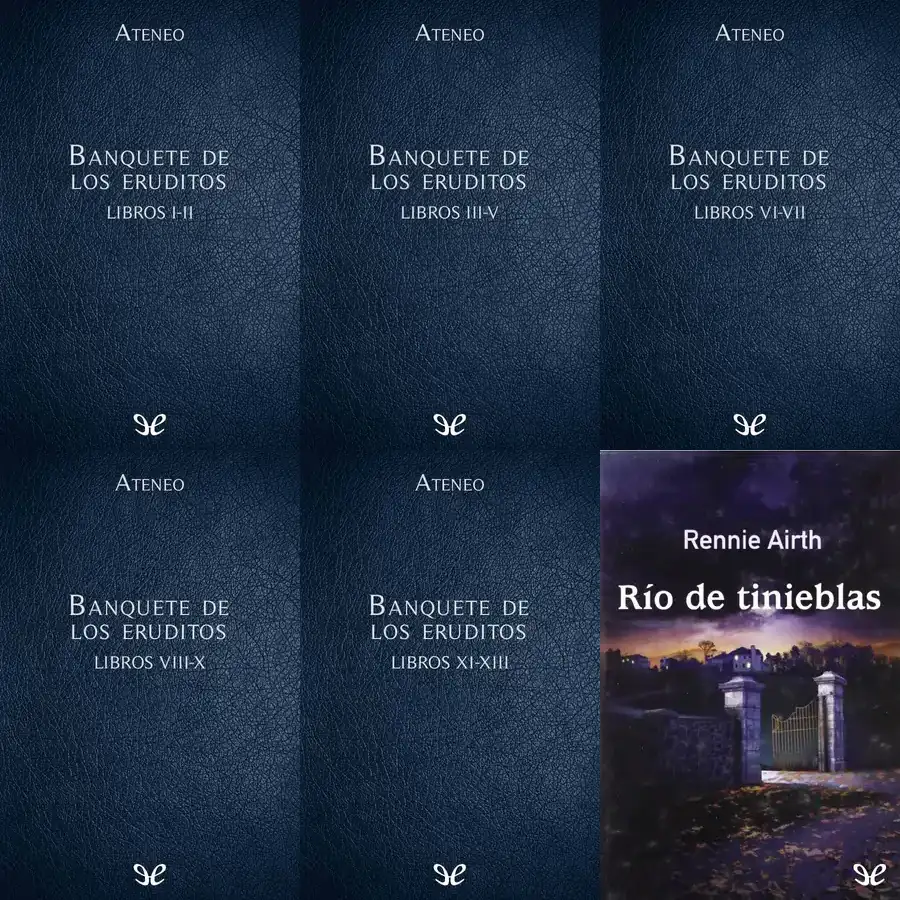 Ateneo
Banquete de
los eruditos
LIBROS I-II
Ateneo
Banquete de
los eruditos
LIBROS III-V
Ateneo
Banquete de
los eruditos
LIBROS VI-VII
Ateneo
Banquete de
los eruditos
LIBROS VIII-X
Ateneo
Banquete de
los eruditos
LIBROS XI-XIII
Rennie Airth
Río de tinieblas